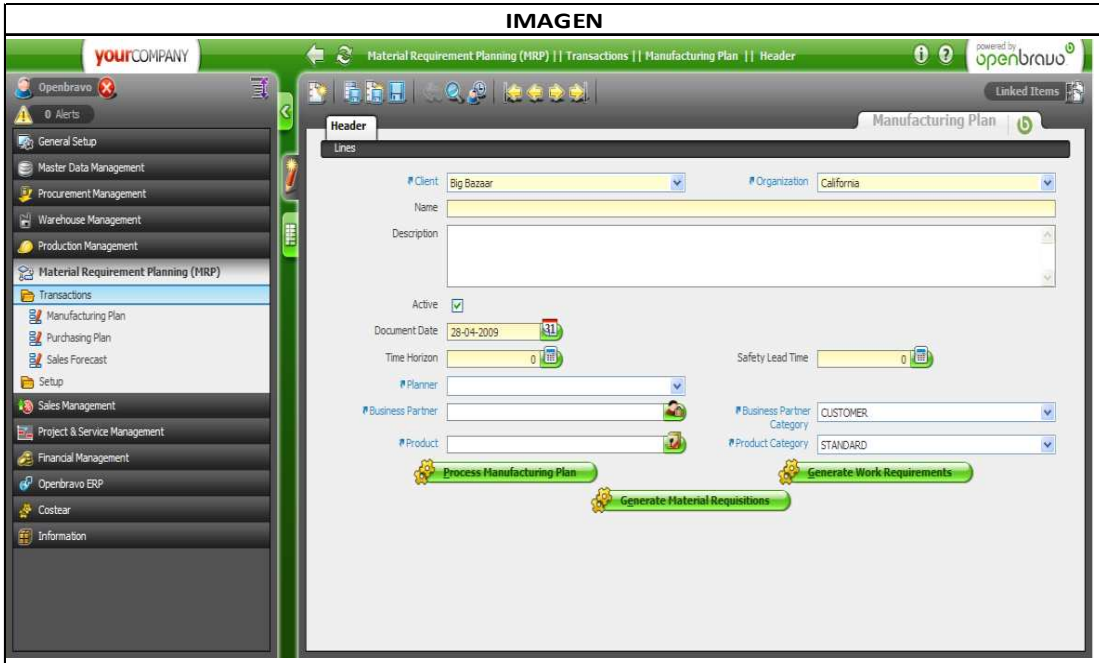 IMAGEN
yourCOMPANY
Material Requirement Planning (MRP) || Transactions || Manufacturing Plan || Header
powered by
openbravo
Openbravo
0 Alerts
Linked Items
General Setup
Master Data Management
Procurement Management
Warehouse Management
Production Management
Material Requirement Planning (MRP)
Transactions
Manufacturing Plan
Purchasing Plan
Sales Forecast
Setup
Sales Management
Project & Service Management
Financial Management
Openbravo ERP
Costear
Information
Header
Manufacturing Plan
Lines
Client Big Bazaar Organization California
Name
Description
Active
Document Date 28-04-2009 31
Time Horizon 0 Safety Lead Time 0
Planner
Business Partner Business Partner Category CUSTOMER
Product Product Category STANDARD
Process Manufacturing Plan Generate Work Requirements
Generate Material Requisitions